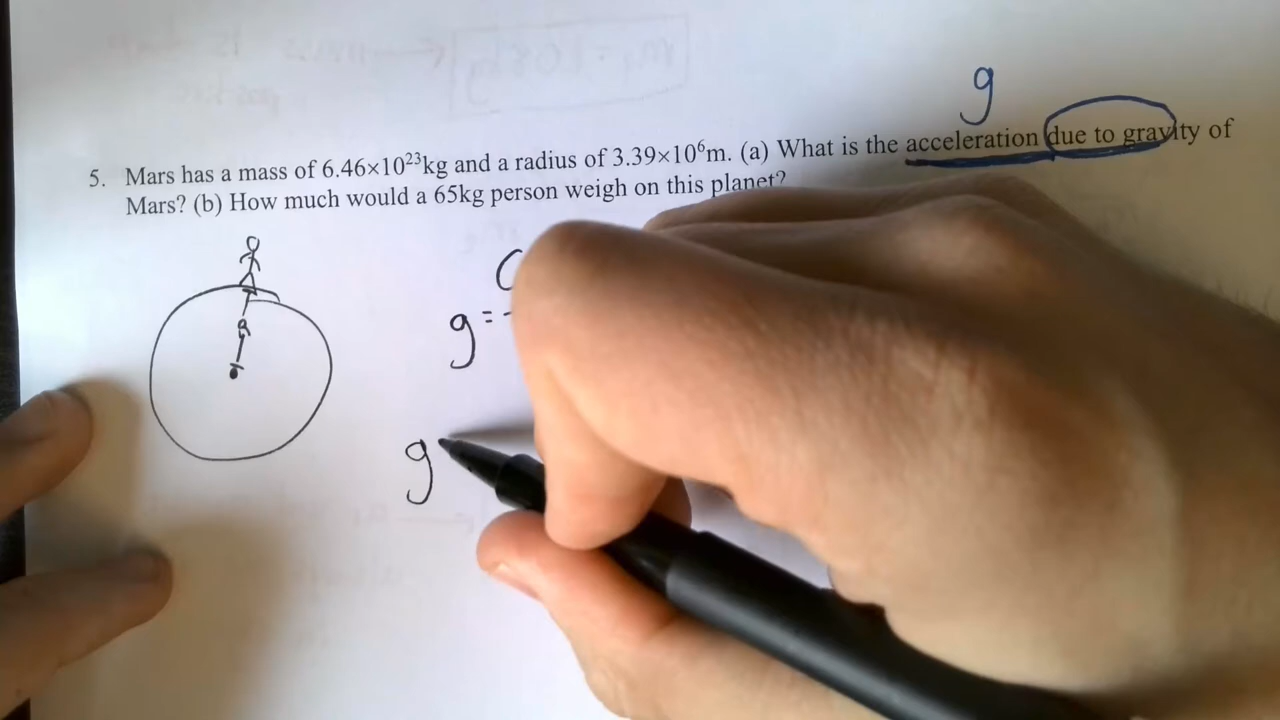 g
5. Mars has a mass of 6.46×10²³kg and a radius of 3.39×10⁶m. (a) What is the acceleration due to gravity of
Mars? (b) How much would a 65kg person weigh on this planet?
R
g =
g